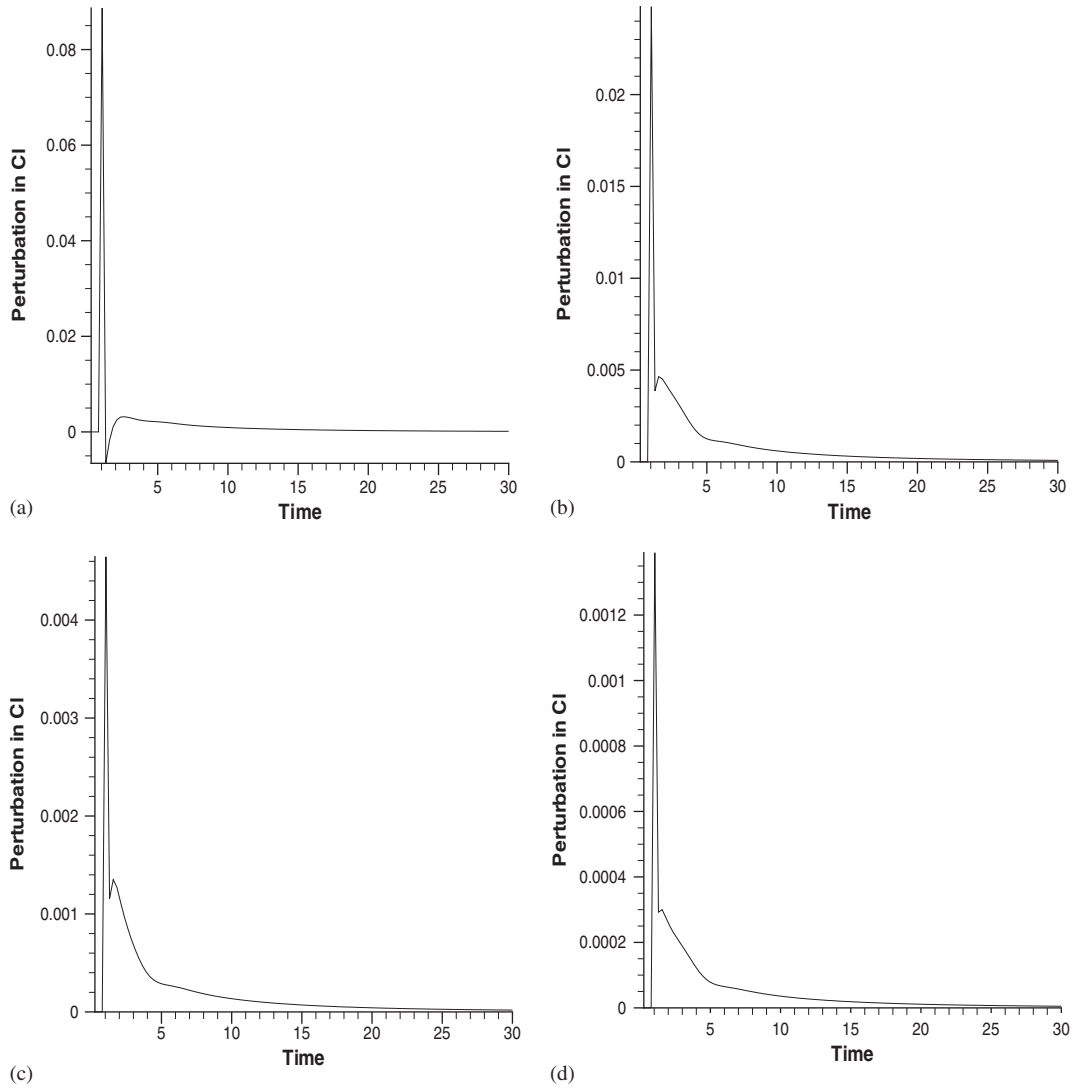 0.08
0.06
0.04
0.02
0
Perturbation in Cl
5 10 15 20 25 30
Time
(a)
0.02
0.015
0.01
0.005
0
Perturbation in Cl
5 10 15 20 25 30
Time
(b)
0.004
0.003
0.002
0.001
0
Perturbation in Cl
5 10 15 20 25 30
Time
(c)
0.0012
0.001
0.0008
0.0006
0.0004
0.0002
0
Perturbation in Cl
5 10 15 20 25 30
Time
(d)